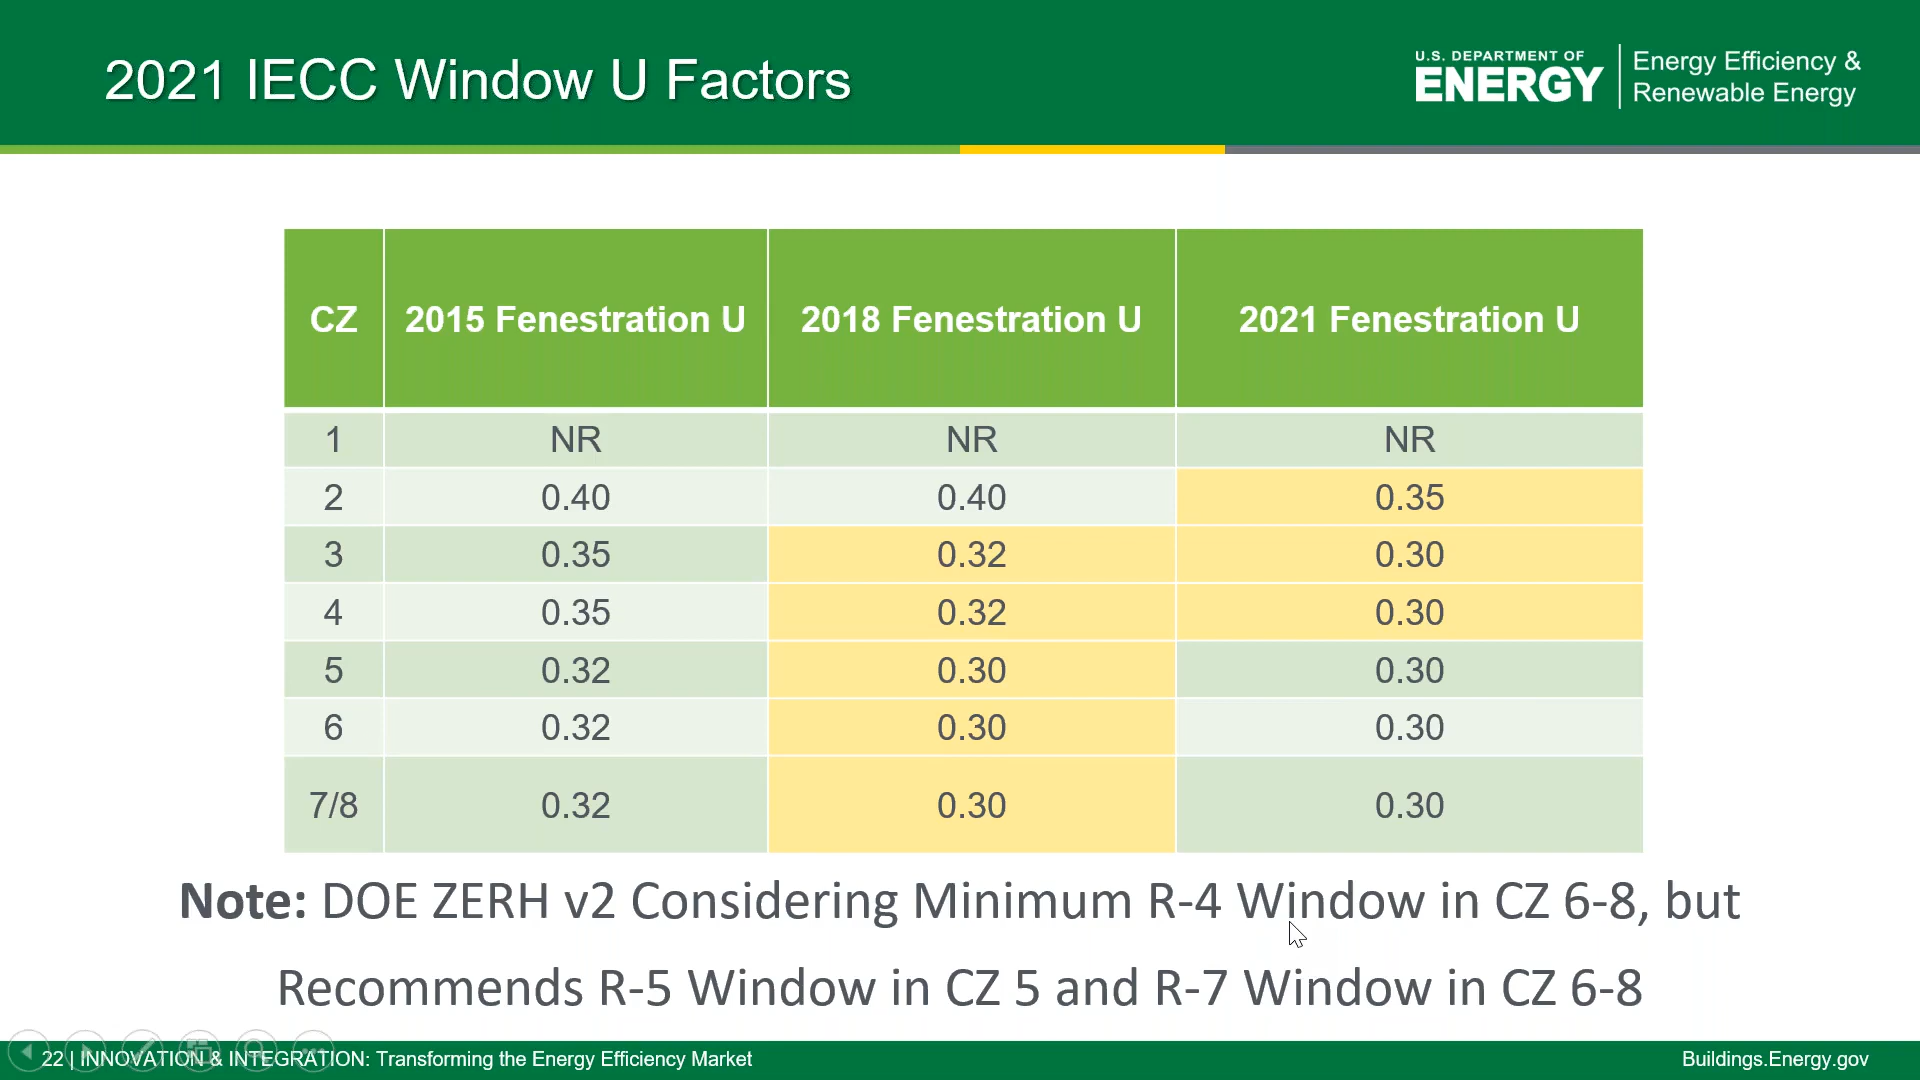 2021 IECC Window U Factors
U.S. DEPARTMENT OF
ENERGY
Energy Efficiency &
Renewable Energy
CZ 2015 Fenestration U 2018 Fenestration U 2021 Fenestration U
1 NR NR NR
2 0.40 0.40 0.35
3 0.35 0.32 0.30
4 0.35 0.32 0.30
5 0.32 0.30 0.30
6 0.32 0.30 0.30
7/8 0.32 0.30 0.30
Note: DOE ZERH v2 Considering Minimum R-4 Window in CZ 6-8, but
Recommends R-5 Window in CZ 5 and R-7 Window in CZ 6-8
22 | INNOVATION & INTEGRATION: Transforming the Energy Efficiency Market
Buildings.Energy.gov